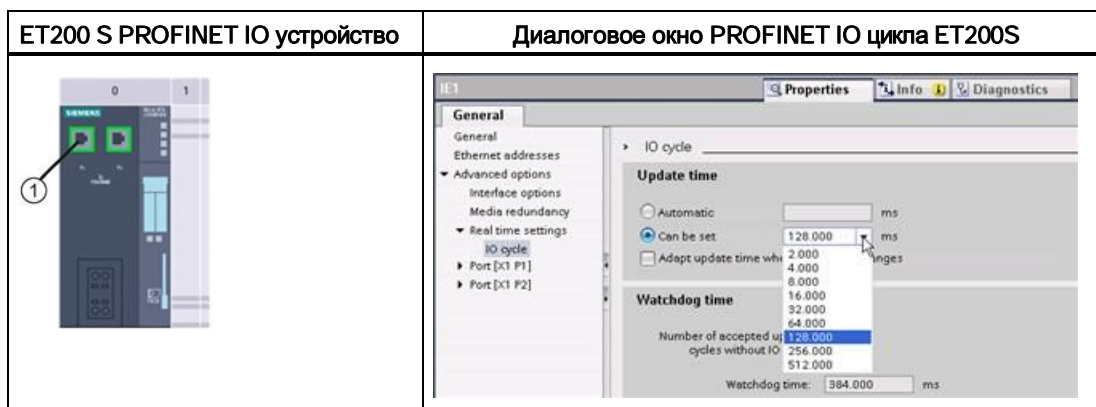 ET200 S PROFINET IO устройство
Диалоговое окно PROFINET IO цикла ET200S
0 1
SIEMENS
1
IE1
Properties Info Diagnostics
General
General
Ethernet addresses
Advanced options
Interface options
Media redundancy
Real time settings
IO cycle
Port [X1 P1]
Port [X1 P2]
IO cycle
Update time
Automatic ms
Can be set 128.000 ms
Adapt update time
2.000
4.000
8.000
16.000
32.000
64.000
128.000
256.000
512.000
Watchdog time
Number of accepted
cycles without IO
Watchdog time: 384.000 ms